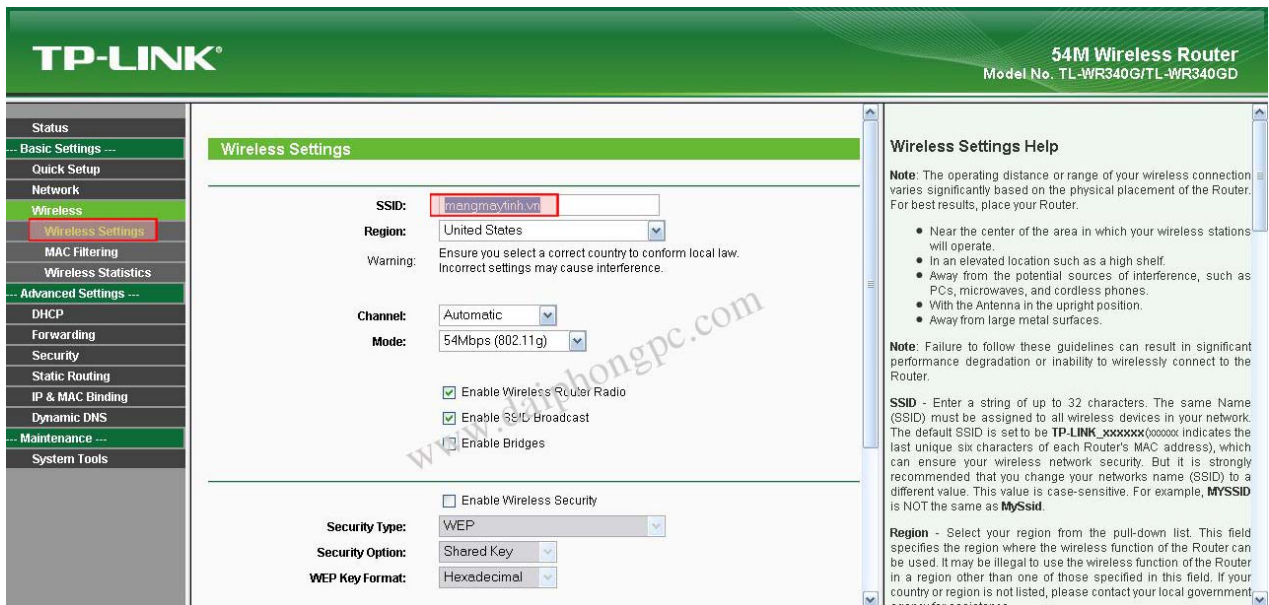 TP-LINK®
54M Wireless Router
Model No. TL-WR340G/TL-WR340GD
Status
--- Basic Settings ---
Quick Setup
Network
Wireless
Wireless Settings
MAC Filtering
Wireless Statistics
--- Advanced Settings ---
DHCP
Forwarding
Security
Static Routing
IP & MAC Binding
Dynamic DNS
--- Maintenance ---
System Tools
Wireless Settings
SSID: mangmaytinh.vn
Region: United States
Warning: Ensure you select a correct country to conform local law.
Incorrect settings may cause interference.
Channel: Automatic
Mode: 54Mbps (802.11g)
Enable Wireless Router Radio
Enable SSID Broadcast
Enable Bridges
www.daiphongpc.com
Enable Wireless Security
Security Type: WEP
Security Option: Shared Key
WEP Key Format: Hexadecimal
Wireless Settings Help
Note: The operating distance or range of your wireless connection
varies significantly based on the physical placement of the Router.
For best results, place your Router.
Near the center of the area in which your wireless stations
will operate.
In an elevated location such as a high shelf.
Away from the potential sources of interference, such as
PCs, microwaves, and cordless phones.
With the Antenna in the upright position.
Away from large metal surfaces.
Note: Failure to follow these guidelines can result in significant
performance degradation or inability to wirelessly connect to the
Router.
SSID - Enter a string of up to 32 characters. The same Name
(SSID) must be assigned to all wireless devices in your network.
The default SSID is set to be TP-LINK_xxxxxx(xxxxxx indicates the
last unique six characters of each Router's MAC address), which
can ensure your wireless network security. But it is strongly
recommended that you change your networks name (SSID) to a
different value. This value is case-sensitive. For example, MYSSID
is NOT the same as MySsid.
Region - Select your region from the pull-down list. This field
specifies the region where the wireless function of the Router can
be used. It may be illegal to use the wireless function of the Router
in a region other than one of those specified in this field. If your
country or region is not listed, please contact your local government